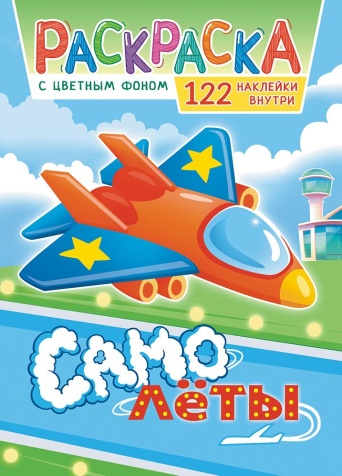 РАСКРАСКА
С ЦВЕТНЫМ ФОНОМ
122 НАКЛЕЙКИ
ВНУТРИ
САМО
ЛЁТЫ